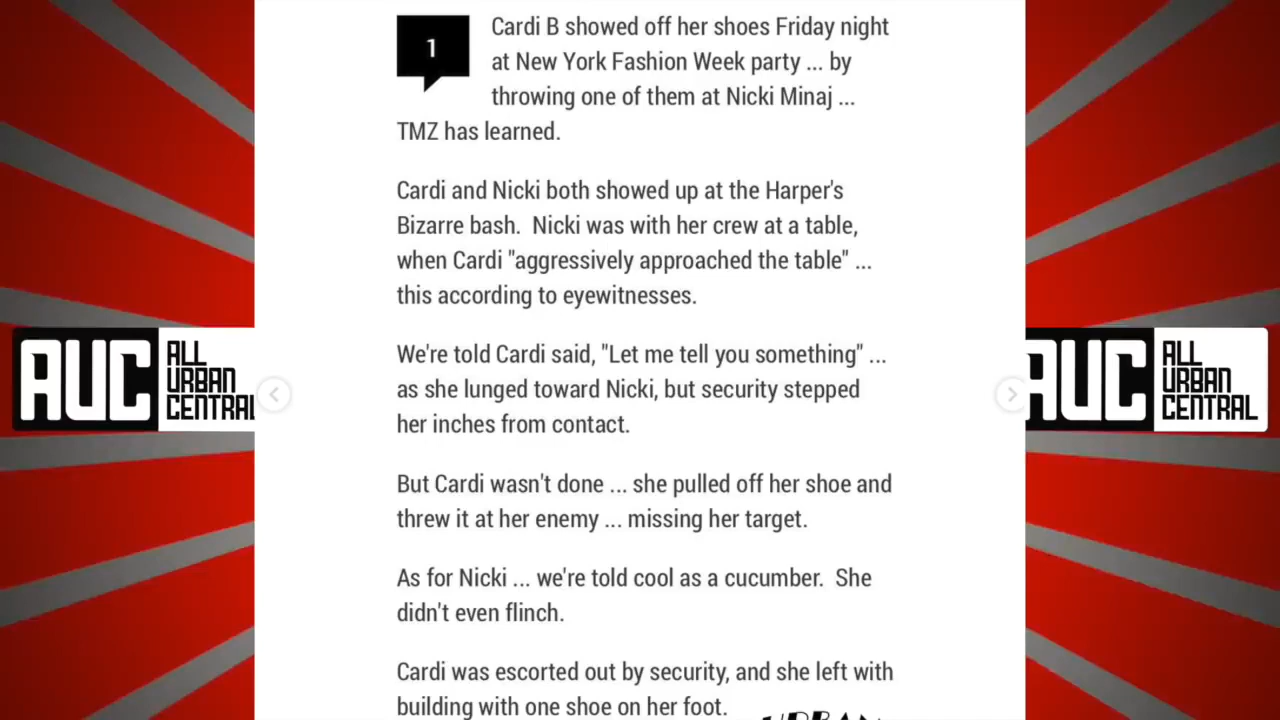 1
Cardi B showed off her shoes Friday night
at New York Fashion Week party ... by
throwing one of them at Nicki Minaj ...
TMZ has learned.
Cardi and Nicki both showed up at the Harper's
Bizarre bash.  Nicki was with her crew at a table,
when Cardi "aggressively approached the table" ...
this according to eyewitnesses.
We're told Cardi said, "Let me tell you something" ...
as she lunged toward Nicki, but security stepped
her inches from contact.
But Cardi wasn't done ... she pulled off her shoe and
threw it at her enemy ... missing her target.
As for Nicki ... we're told cool as a cucumber.  She
didn't even flinch.
Cardi was escorted out by security, and she left with
building with one shoe on her foot.
AUC
ALL
URBAN
CENTRAL
AUC
ALL
URBAN
CENTRAL
URBAN